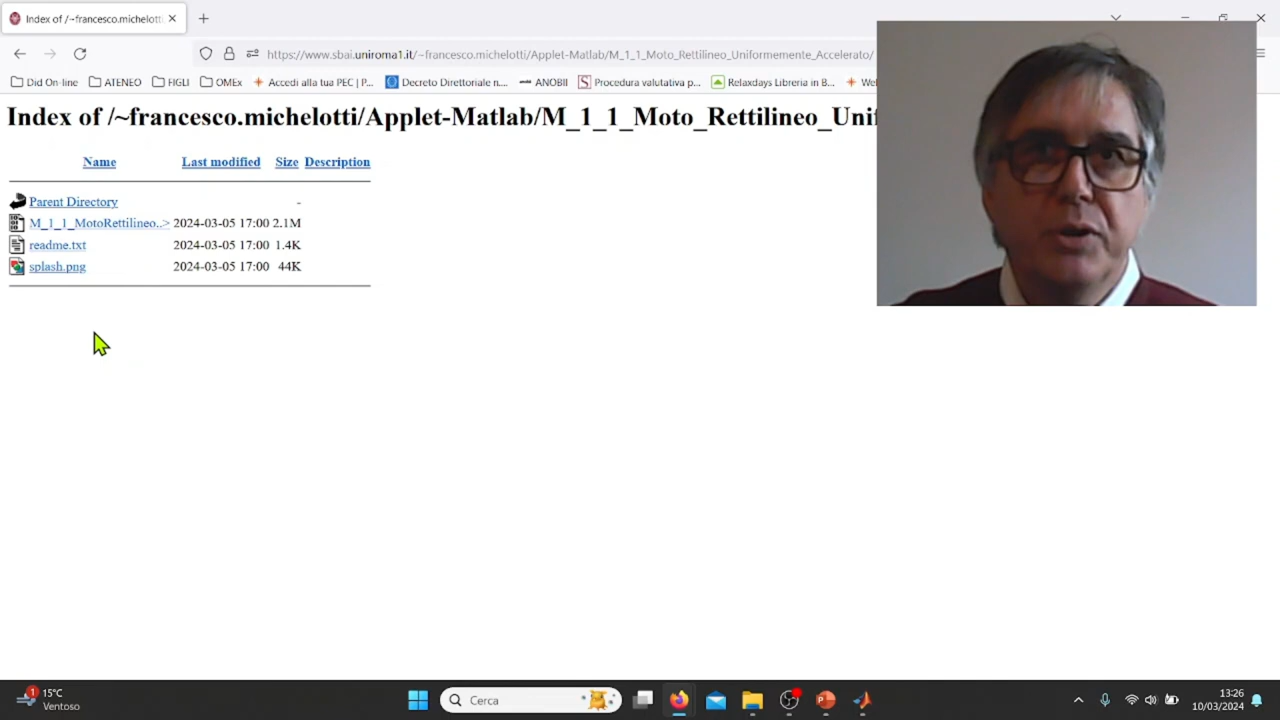 Index of /~francesco.michelotti
https://www.sbai.uniroma1.it/~francesco.michelotti/Applet-Matlab/M_1_1_Moto_Rettilineo_Uniformemente_Accelerato/
Did On-line ATENEO FIGLI OMEx Accedi alla tua PEC | P... Decreto Direttoriale n.... ANOBII Procedura valutativa p... Relaxdays Libreria in B...
Index of /~francesco.michelotti/Applet-Matlab/M_1_1_Moto_Rettilineo_Unif
Name Last modified Size Description
Parent Directory -
M_1_1_MotoRettilineo..> 2024-03-05 17:00 2.1M
readme.txt 2024-03-05 17:00 1.4K
splash.png 2024-03-05 17:00 44K
1 15°C
Ventoso
Cerca
13:26
10/03/2024